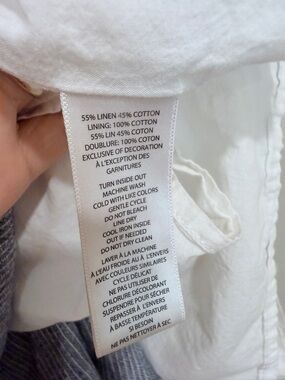 55% LINEN 45% COTTON
LINING: 100% COTTON
55% LIN 45% COTON
DOUBLURE: 100% COTON
EXCLUSIVE OF DECORATION
À L'EXCEPTION DES
GARNITURES
TURN INSIDE OUT
MACHINE WASH
COLD WITH LIKE COLORS
GENTLE CYCLE
DO NOT BLEACH
LINE DRY
COOL IRON INSIDE
OUT IF NEEDED
DO NOT DRY CLEAN
LAVER À LA MACHINE
À L'EAU FROIDE AU À L'ENVERS
AVEC COULEURS SIMILAIRES
CYCLE DÉLICAT
NE PAS UTILISER DE
CHLORURE DÉCOLORANT
SUSPENDRE POUR SÉCHER
REPASSER À L'ENVERS
À BASSE TEMPÉRATURE
SI BESOIN
NE PAS NETTOYER À SEC